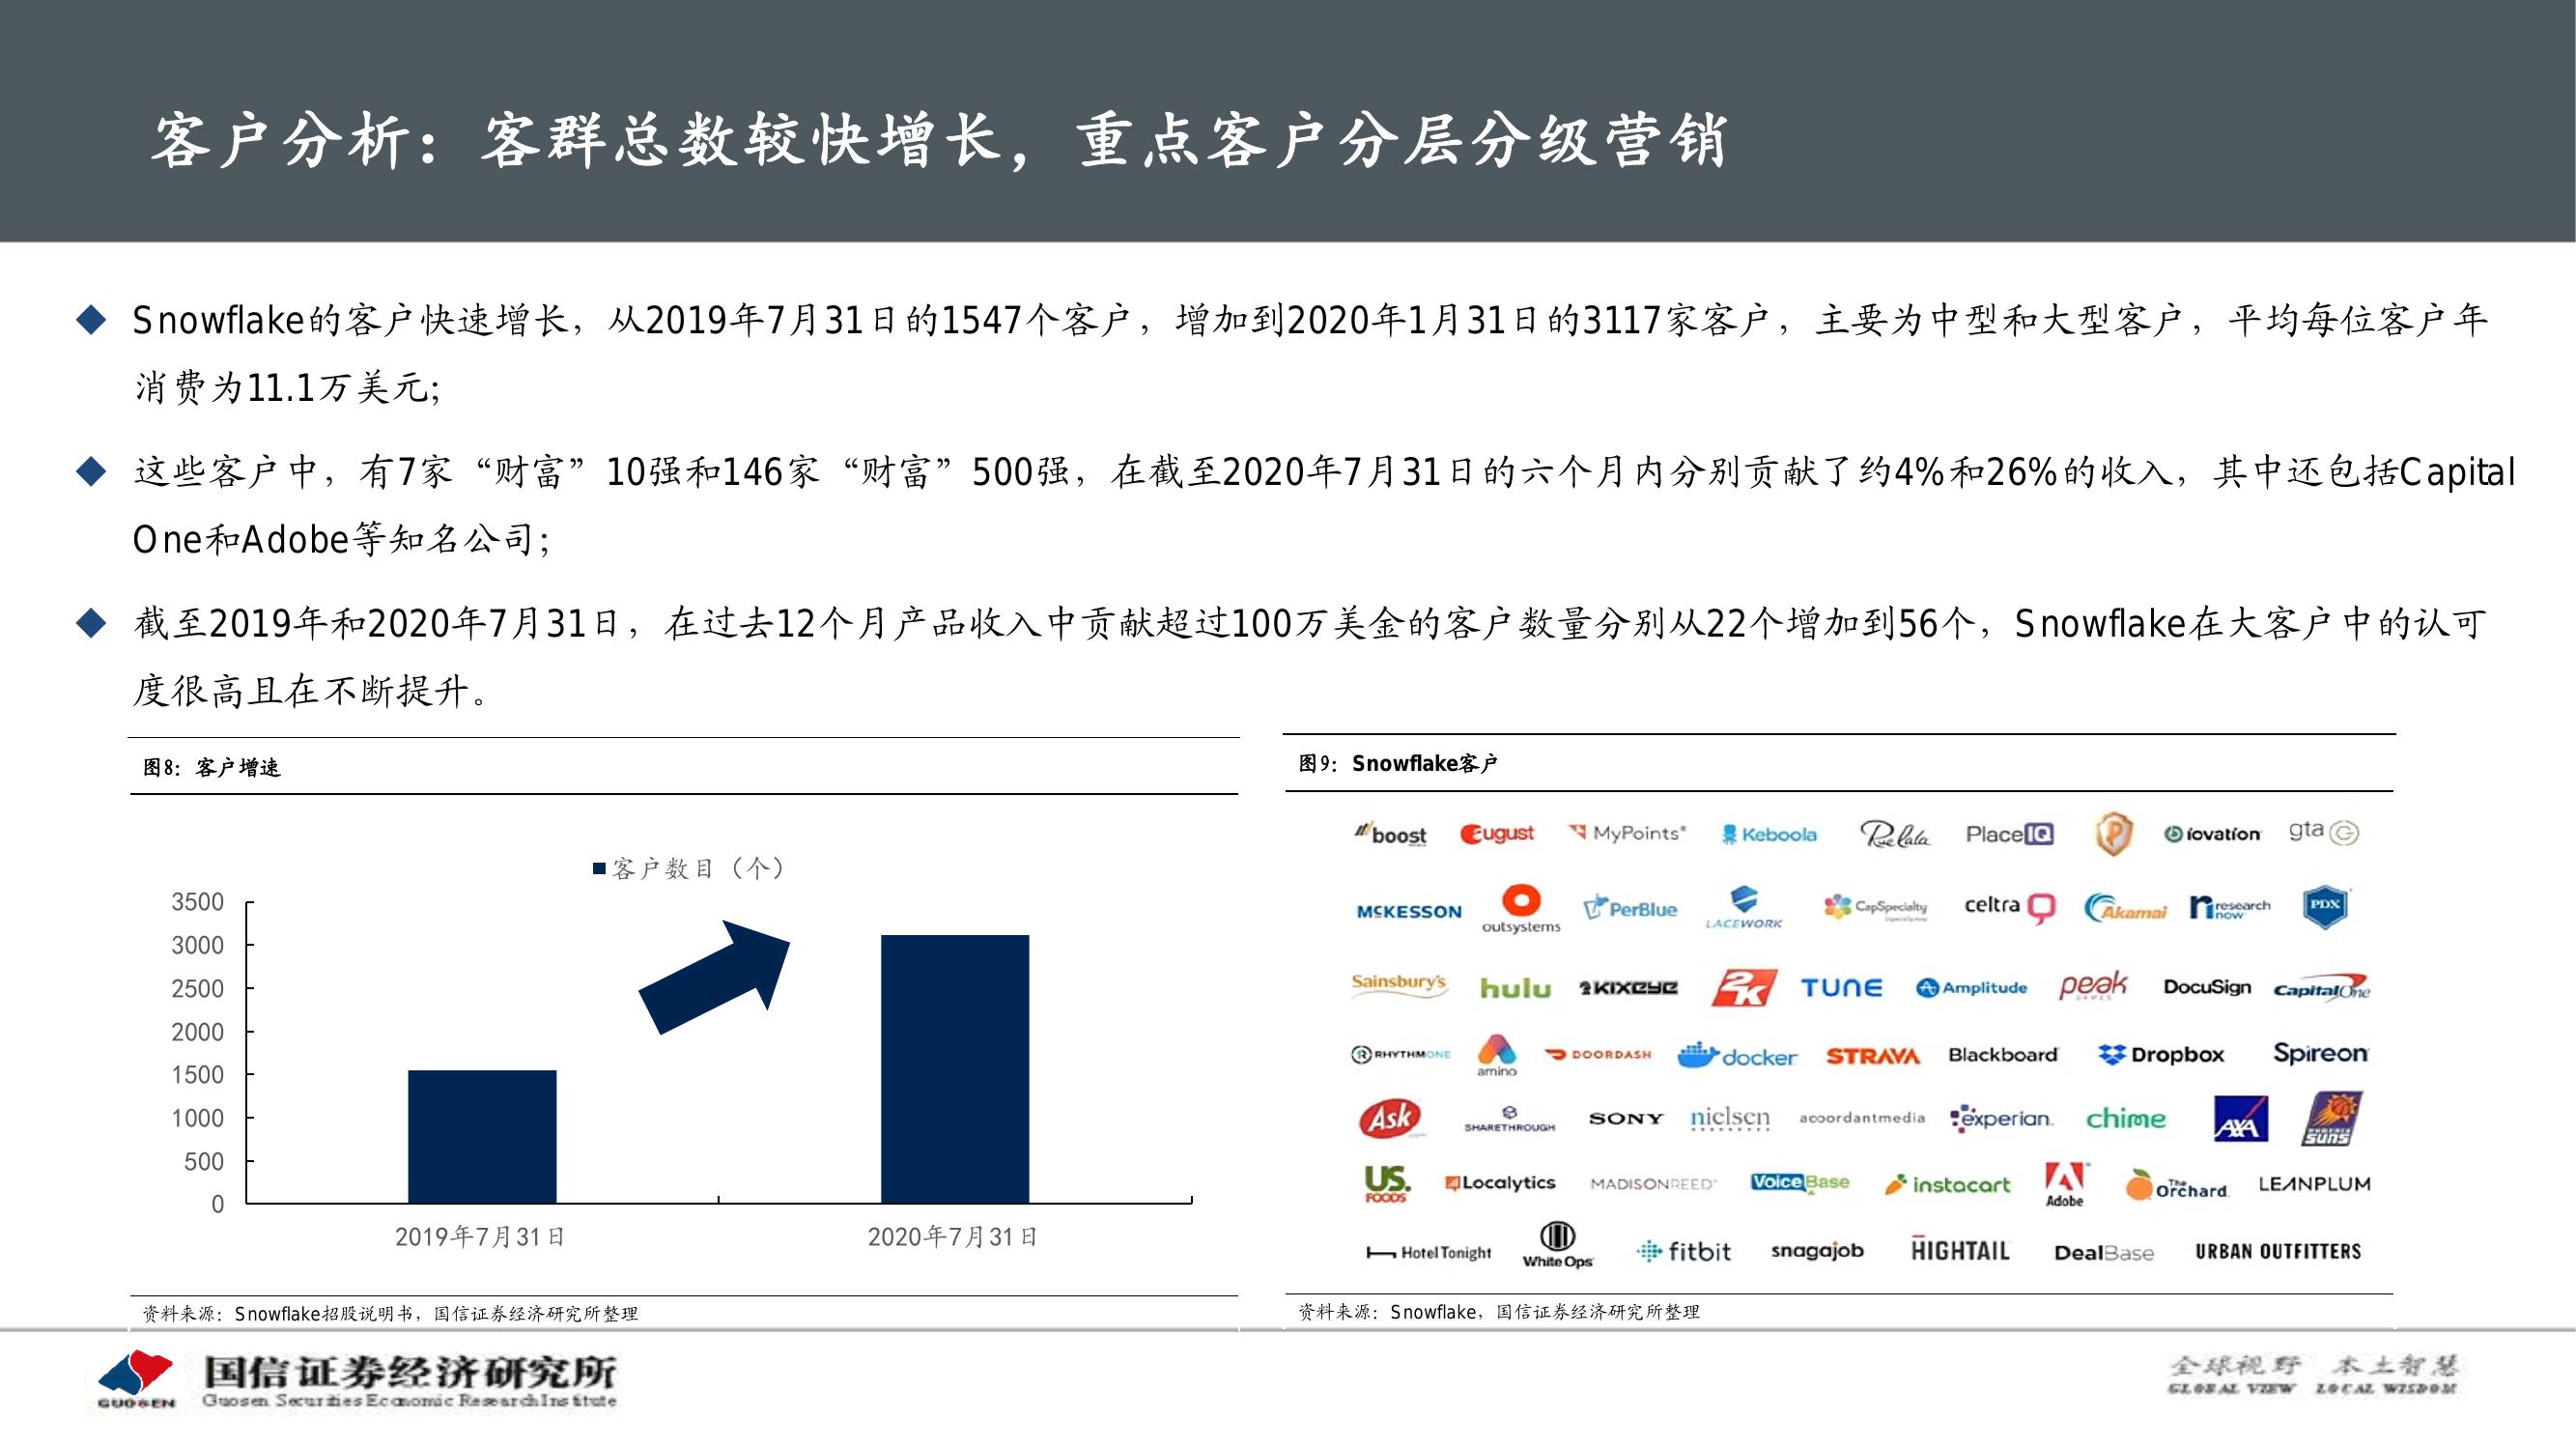 客户分析：客群总数较快增长，重点客户分层分级营销
Snowflake的客户快速增长，从2019年7月31日的1547个客户，增加到2020年1月31日的3117家客户，主要为中型和大型客户，平均每位客户年
消费为11.1万美元；
这些客户中，有7家“财富”10强和146家“财富”500强，在截至2020年7月31日的六个月内分别贡献了约4%和26%的收入，其中还包括Capital
One和Adobe等知名公司；
截至2019年和2020年7月31日，在过去12个月产品收入中贡献超过100万美金的客户数量分别从22个增加到56个，Snowflake在大客户中的认可
度很高且在不断提升。
图8：客户增速
客户数目（个）
3500
3000
2500
2000
1500
1000
500
0
2019年7月31日
2020年7月31日
资料来源：Snowflake招股说明书，国信证券经济研究所整理
图9：Snowflake客户
boost august MyPoints® Keboola Rue La La PlaceIQ P iovation gta G
MCKESSON outsystems PerBlue LACEWORK CapSpecialty celtra Akamai research now PDX
Sainsbury's hulu KIXEYE 2K TUNE Amplitude peak GAMES DocuSign CapitalOne
RHYTHMONE amino DOORDASH docker STRAVA Blackboard Dropbox Spireon
Ask SHARETHROUGH SONY nielsen accordantmedia experian. chime AXA PHOENIX SUNS
US. FOODS Localytics MADISONREED VoiceBase instacart Adobe The Orchard LEANPLUM
HotelTonight White Ops fitbit snagajob HIGHTAIL DealBase URBAN OUTFITTERS
资料来源：Snowflake，国信证券经济研究所整理
GUOSEN
国信证券经济研究所
Guosen Securities Economic Research Institute
全球视野 本土智慧
GLOBAL VIEW LOCAL WISDOM